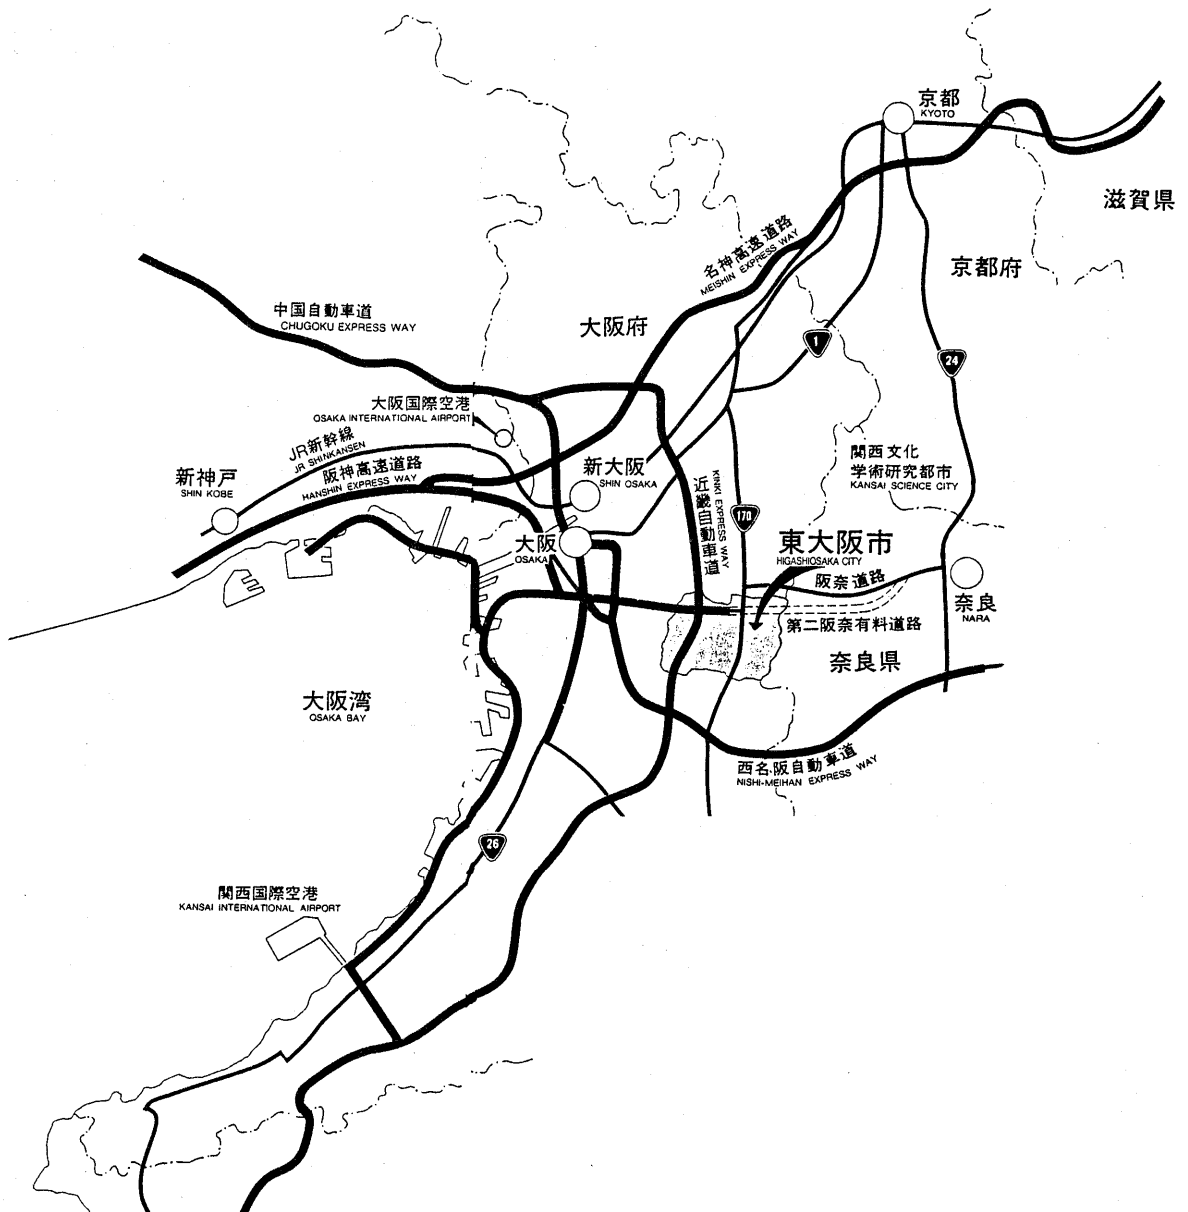 京都
KYOTO
滋賀県
名神高速道路
MEISHIN EXPRESS WAY
京都府
中国自動車道
CHUGOKU EXPRESS WAY
大阪府
1
24
大阪国際空港
OSAKA INTERNATIONAL AIRPORT
JR新幹線
JR SHINKANSEN
阪神高速道路
HANSHIN EXPRESS WAY
新神戸
SHIN KOBE
新大阪
SHIN OSAKA
関西文化
学術研究都市
KANSAI SCIENCE CITY
KINKI EXPRESS WAY
近畿自動車道
170
大阪
OSAKA
東大阪市
HIGASHIOSAKA CITY
阪奈道路
奈良
NARA
第二阪奈有料道路
奈良県
大阪湾
OSAKA BAY
西名阪自動車道
NISHI-MEIHAN EXPRESS WAY
26
関西国際空港
KANSAI INTERNATIONAL AIRPORT